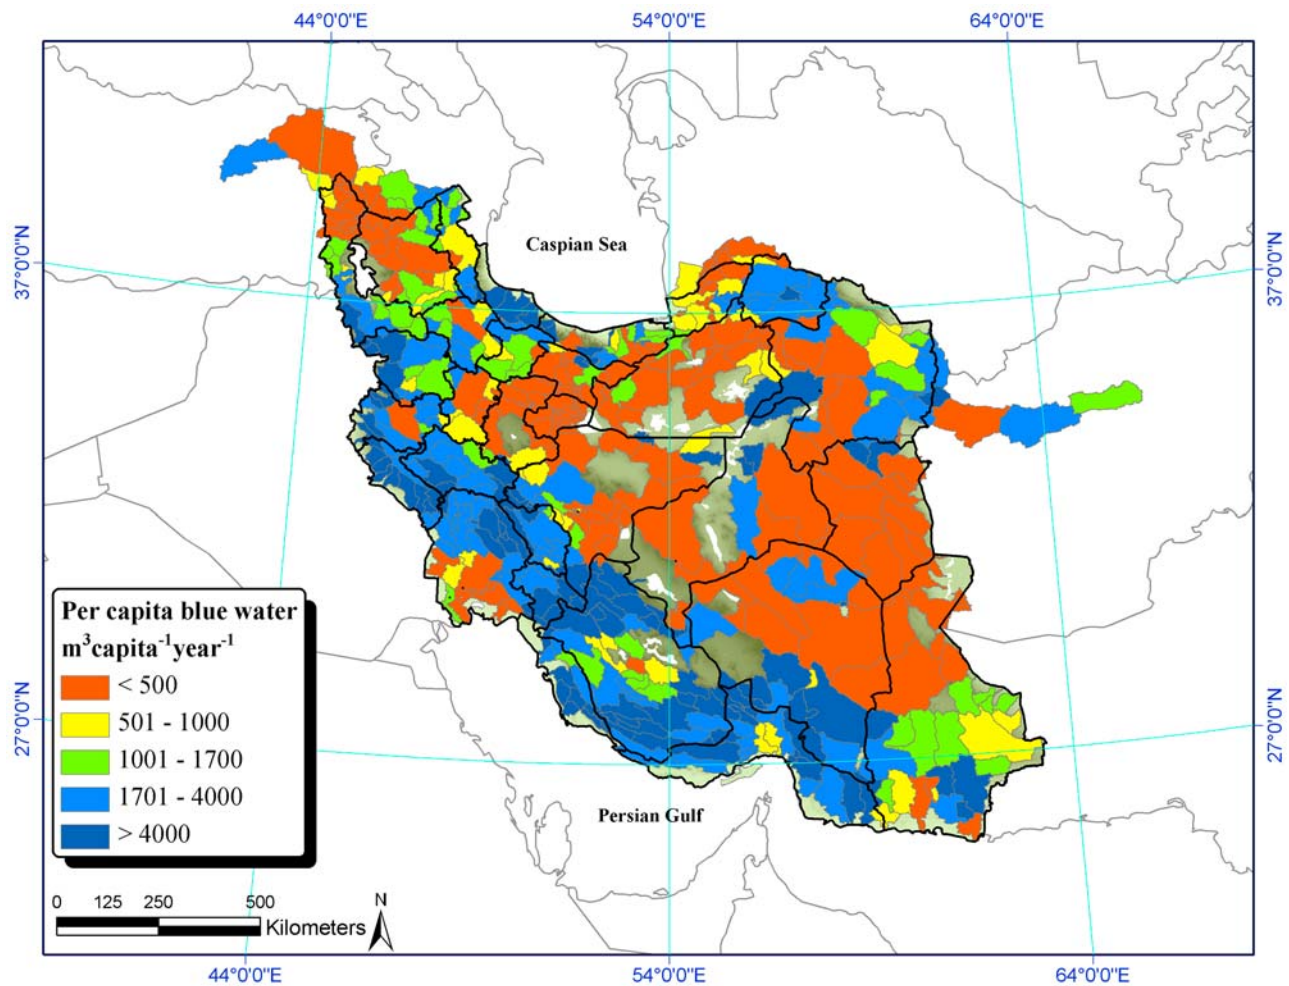 44°0'0"E 54°0'0"E 64°0'0"E
Caspian Sea
37°0'0"N
37°0'0"N
Per capita blue water
m³capita⁻¹year⁻¹
< 500
501 - 1000
1001 - 1700
1701 - 4000
> 4000
27°0'0"N
27°0'0"N
Persian Gulf
0 125 250 500
Kilometers
N
44°0'0"E 54°0'0"E 64°0'0"E